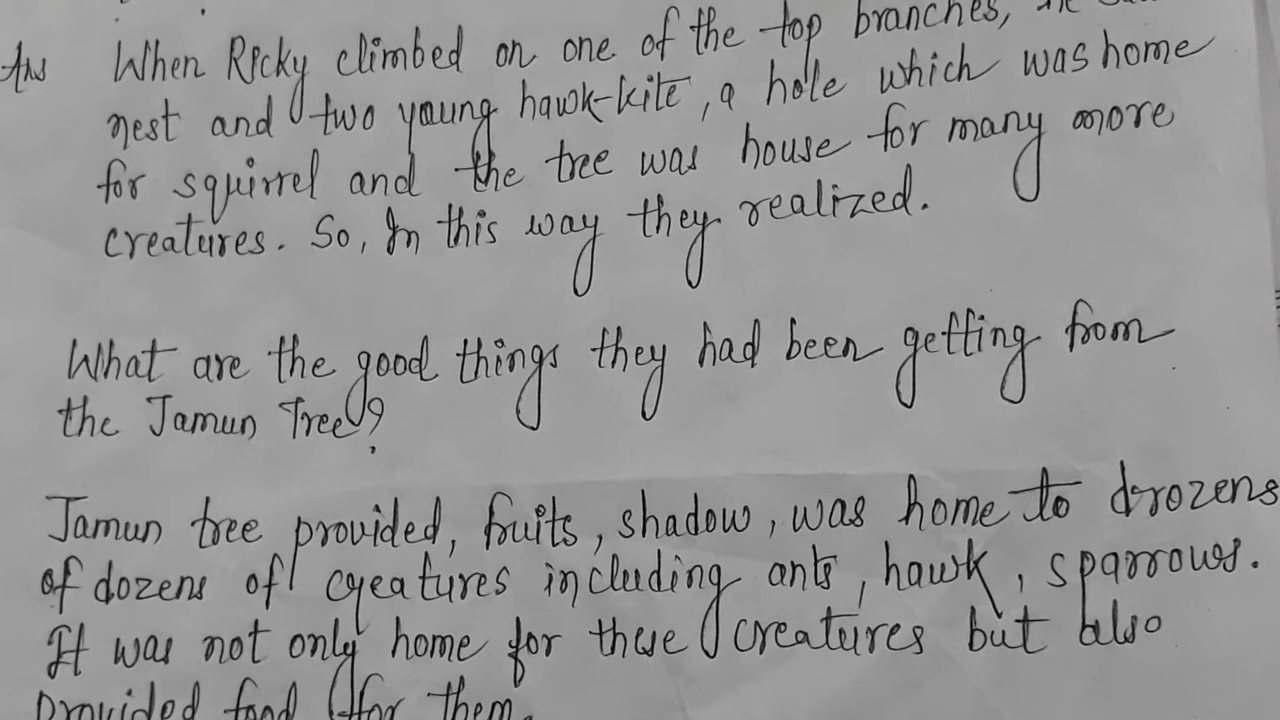 Ans When Ricky climbed on one of the top branches,
nest and two young hawk-kite, a hole which was home
for squirrel and the tree was house for many more
creatures. So, In this way they realized.
What are the good things they had been getting from
the Jamun Tree?
Jamun tree provided, fruits, shadow, was home to drozens
of dozens of creatures including ants, hawk, sparrows.
It was not only home for these creatures but also
provided food for them.